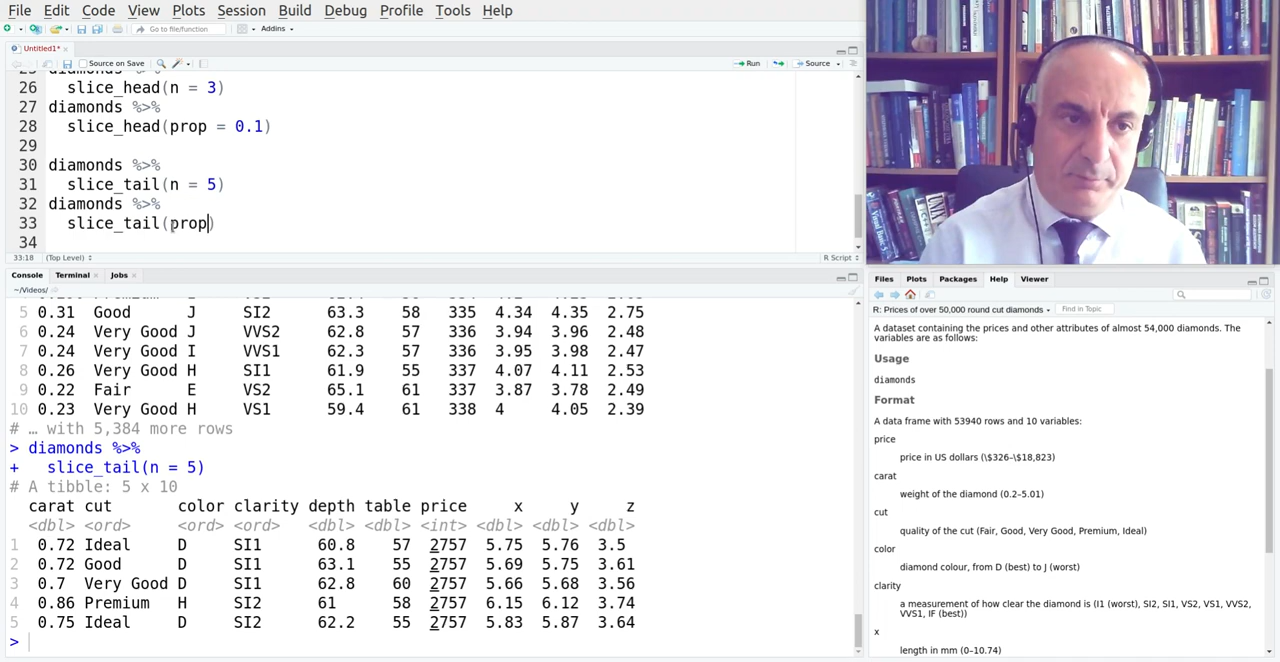 File Edit Code View Plots Session Build Debug Profile Tools Help
Go to file/function Addins
Untitled1*
Source on Save Run Source
26 slice_head(n = 3)
27 diamonds %>%
28 slice_head(prop = 0.1)
29
30 diamonds %>%
31 slice_tail(n = 5)
32 diamonds %>%
33 slice_tail(prop)
34
33:18 (Top Level) R Script
Console Terminal Jobs
~/Videos/
5 0.31 Good J SI2 63.3 58 335 4.34 4.35 2.75
6 0.24 Very Good J VVS2 62.8 57 336 3.94 3.96 2.48
7 0.24 Very Good I VVS1 62.3 57 336 3.95 3.98 2.47
8 0.26 Very Good H SI1 61.9 55 337 4.07 4.11 2.53
9 0.22 Fair E VS2 65.1 61 337 3.87 3.78 2.49
10 0.23 Very Good H VS1 59.4 61 338 4 4.05 2.39
# … with 5,384 more rows
> diamonds %>%
+ slice_tail(n = 5)
# A tibble: 5 x 10
carat cut color clarity depth table price x y z
<dbl> <ord> <ord> <ord> <dbl> <dbl> <int> <dbl> <dbl> <dbl>
1 0.72 Ideal D SI1 60.8 57 2757 5.75 5.76 3.5
2 0.72 Good D SI1 63.1 55 2757 5.69 5.75 3.61
3 0.7 Very Good D SI1 62.8 60 2757 5.66 5.68 3.56
4 0.86 Premium H SI2 61 58 2757 6.15 6.12 3.74
5 0.75 Ideal D SI2 62.2 55 2757 5.83 5.87 3.64
>
Files Plots Packages Help Viewer
R: Prices of over 50,000 round cut diamonds Find in Topic
A dataset containing the prices and other attributes of almost 54,000 diamonds. The
variables are as follows:
Usage
diamonds
Format
A data frame with 53940 rows and 10 variables:
price
price in US dollars (\$326–\$18,823)
carat
weight of the diamond (0.2–5.01)
cut
quality of the cut (Fair, Good, Very Good, Premium, Ideal)
color
diamond colour, from D (best) to J (worst)
clarity
a measurement of how clear the diamond is (I1 (worst), SI2, SI1, VS2, VS1, VVS2,
VVS1, IF (best))
x
length in mm (0–10.74)
Visual Basic 5